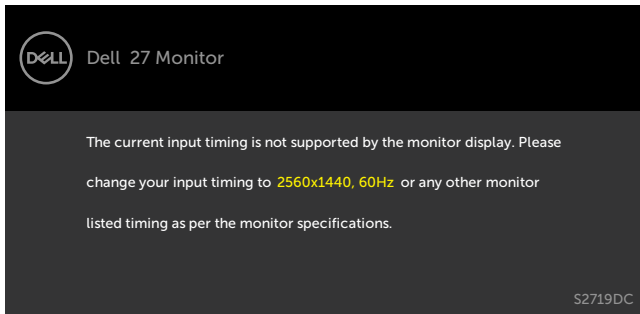 DELL
Dell 27 Monitor
The current input timing is not supported by the monitor display. Please
change your input timing to 2560x1440, 60Hz or any other monitor
listed timing as per the monitor specifications.
S2719DC